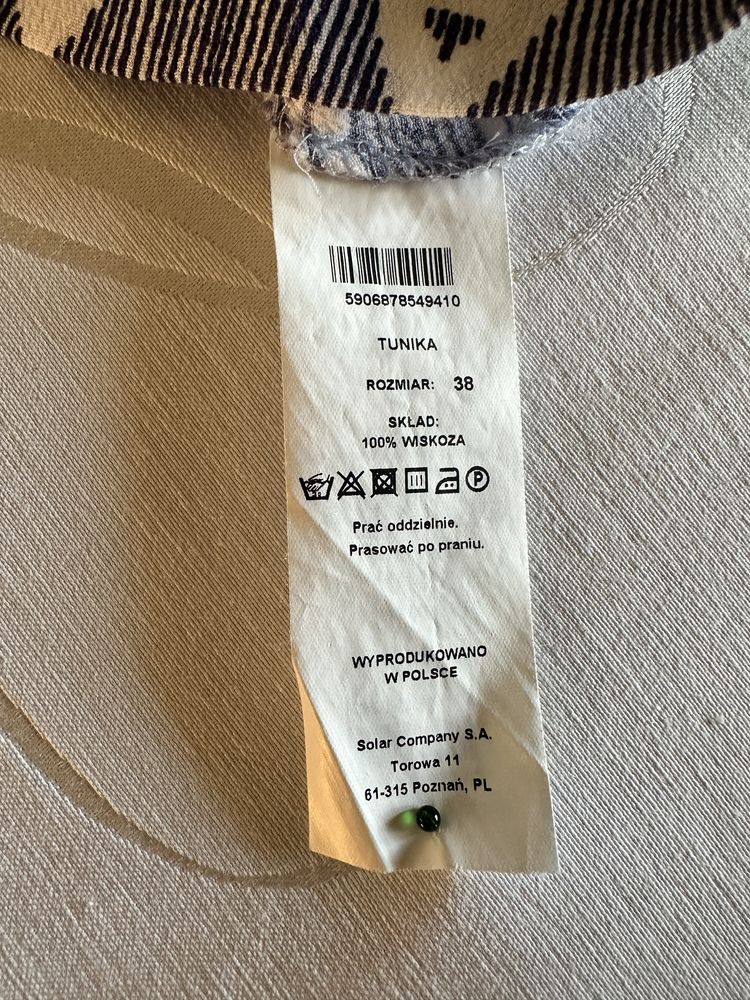 5906878549410
TUNIKA
ROZMIAR: 38
SKŁAD:
100% WISKOZA
P
Prać oddzielnie.
Prasować po praniu.
WYPRODUKOWANO
W POLSCE
Solar Company S.A.
Torowa 11
61-315 Poznań, PL